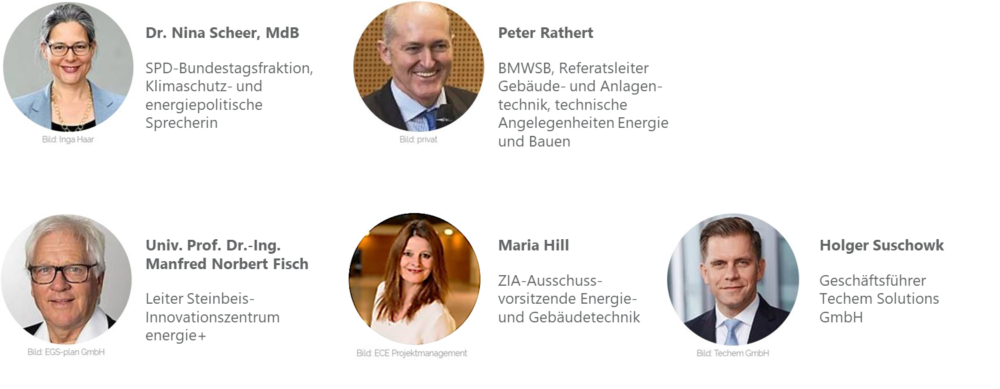 Dr. Nina Scheer, MdB
SPD-Bundestagsfraktion,
Klimaschutz- und
energiepolitische
Sprecherin
Bild: Inga Haar
Peter Rathert
BMWSB, Referatsleiter
Gebäude- und Anlagen-
technik, technische
Angelegenheiten Energie
und Bauen
Bild: privat
Univ. Prof. Dr.-Ing.
Manfred Norbert Fisch
Leiter Steinbeis-
Innovationszentrum
energie+
Bild: EGS-plan GmbH
Maria Hill
ZIA-Ausschuss-
vorsitzende Energie-
und Gebäudetechnik
Bild: ECE Projektmanagement
Holger Suschowk
Geschäftsführer
Techem Solutions
GmbH
Bild: Techem GmbH